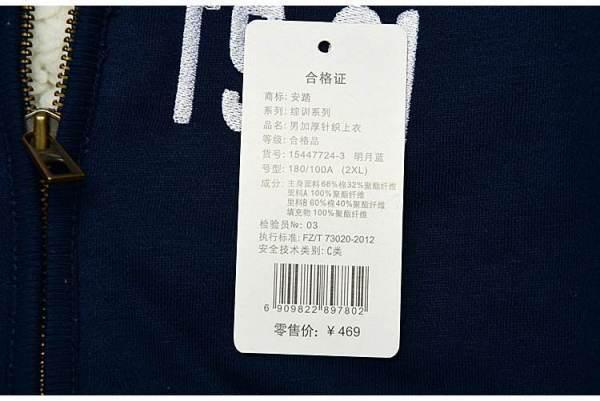 合格证
商标: 安踏
系列: 综训系列
品名: 男加厚针织上衣
等级: 合格品
货号: 15447724-3 明月蓝
号型: 180/100A (2XL)
成分: 主身面料 68%棉32%聚酯纤维
里料A 100%聚酯纤维
里料B 60%棉40%聚酯纤维
填充物 100%聚酯纤维
检验员№: 03
执行标准: FZ/T 73020-2012
安全技术类别: C类
6 909822 897802
零售价: ¥ 469